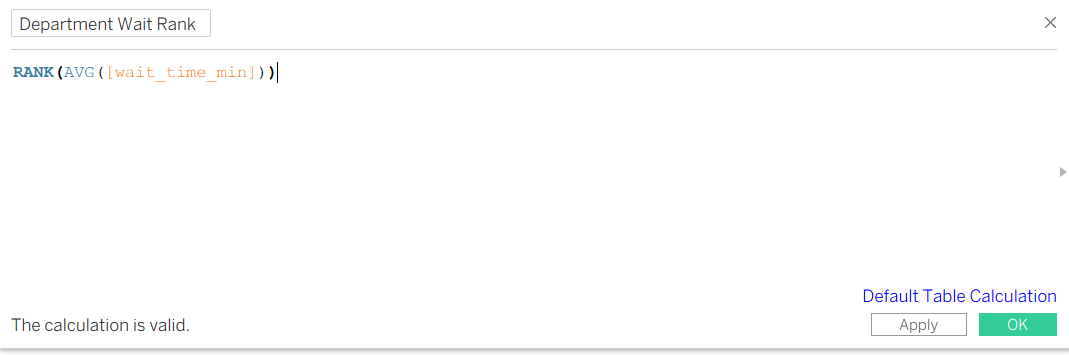 Department Wait Rank
RANK(AVG([wait_time_min]))
Default Table Calculation
The calculation is valid.
Apply
OK